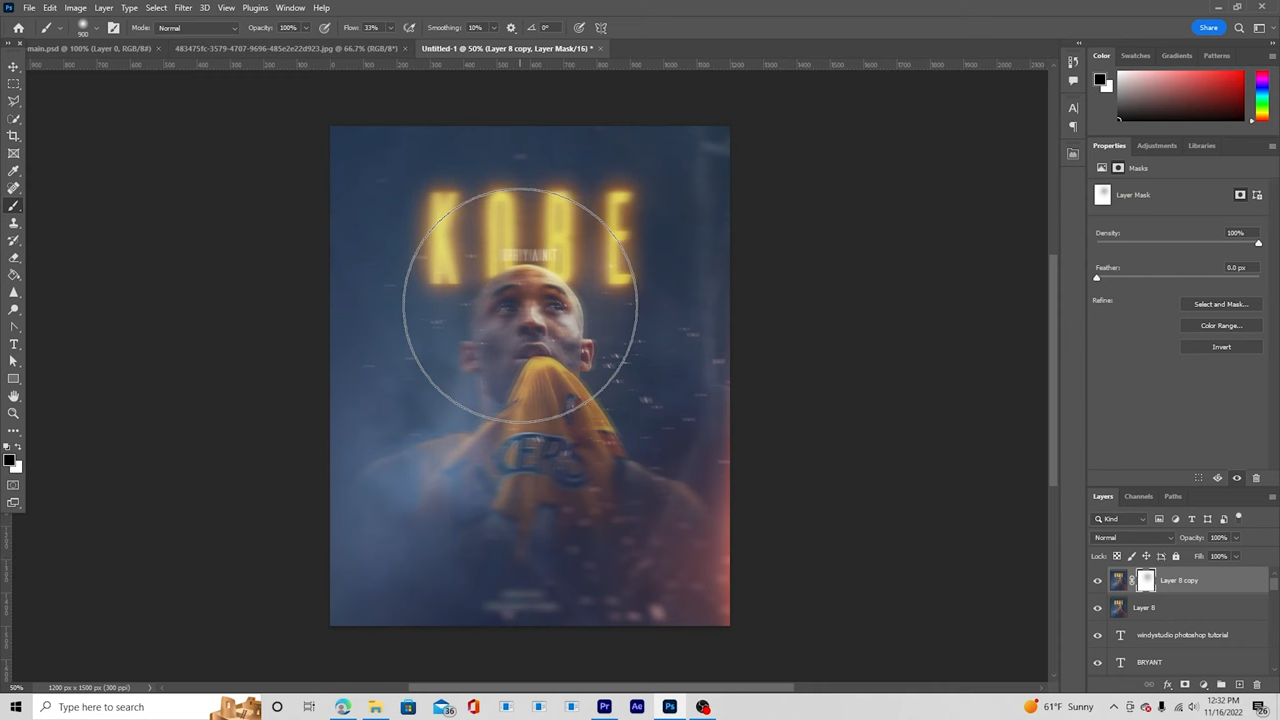 File Edit Image Layer Type Select Filter 3D View Plugins Window Help
Share
900 Mode: Normal Opacity: 100% Flow: 33% Smoothing: 10% 0°
main.psd @ 100% (Layer 0, RGB/8#) × 483475fc-3579-4707-9696-485e2e22d923.jpg @ 66.7% (RGB/8*) × Untitled-1 @ 50% (Layer 8 copy, Layer Mask/16) * ×
Color Swatches Gradients Patterns
KOBE
BRYANT
Properties Adjustments Libraries
Masks
Layer Mask
Density: 100%
Feather: 0.0 px
Refine: Select and Mask...
Color Range...
Invert
Layers Channels Paths
Kind
Normal Opacity: 100%
Lock: Fill: 100%
Layer 8 copy
Layer 8
windystudio photoshop tutorial
BRYANT
50% 1200 px x 1500 px (300 ppi)
Type here to search
36
61°F Sunny
12:32 PM
11/16/2022
26